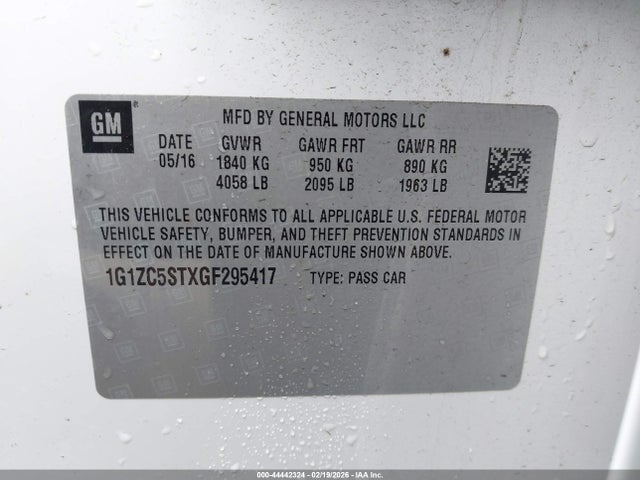 GM
MFD BY GENERAL MOTORS LLC
DATE GVWR GAWR FRT GAWR RR
05/16 1840 KG 950 KG 890 KG
4058 LB 2095 LB 1963 LB
THIS VEHICLE CONFORMS TO ALL APPLICABLE U.S. FEDERAL MOTOR
VEHICLE SAFETY, BUMPER, AND THEFT PREVENTION STANDARDS IN
EFFECT ON THE DATE OF MANUFACTURE SHOWN ABOVE.
1G1ZC5STXGF295417 TYPE: PASS CAR
000-44442324 - 02/19/2026 - IAA Inc.